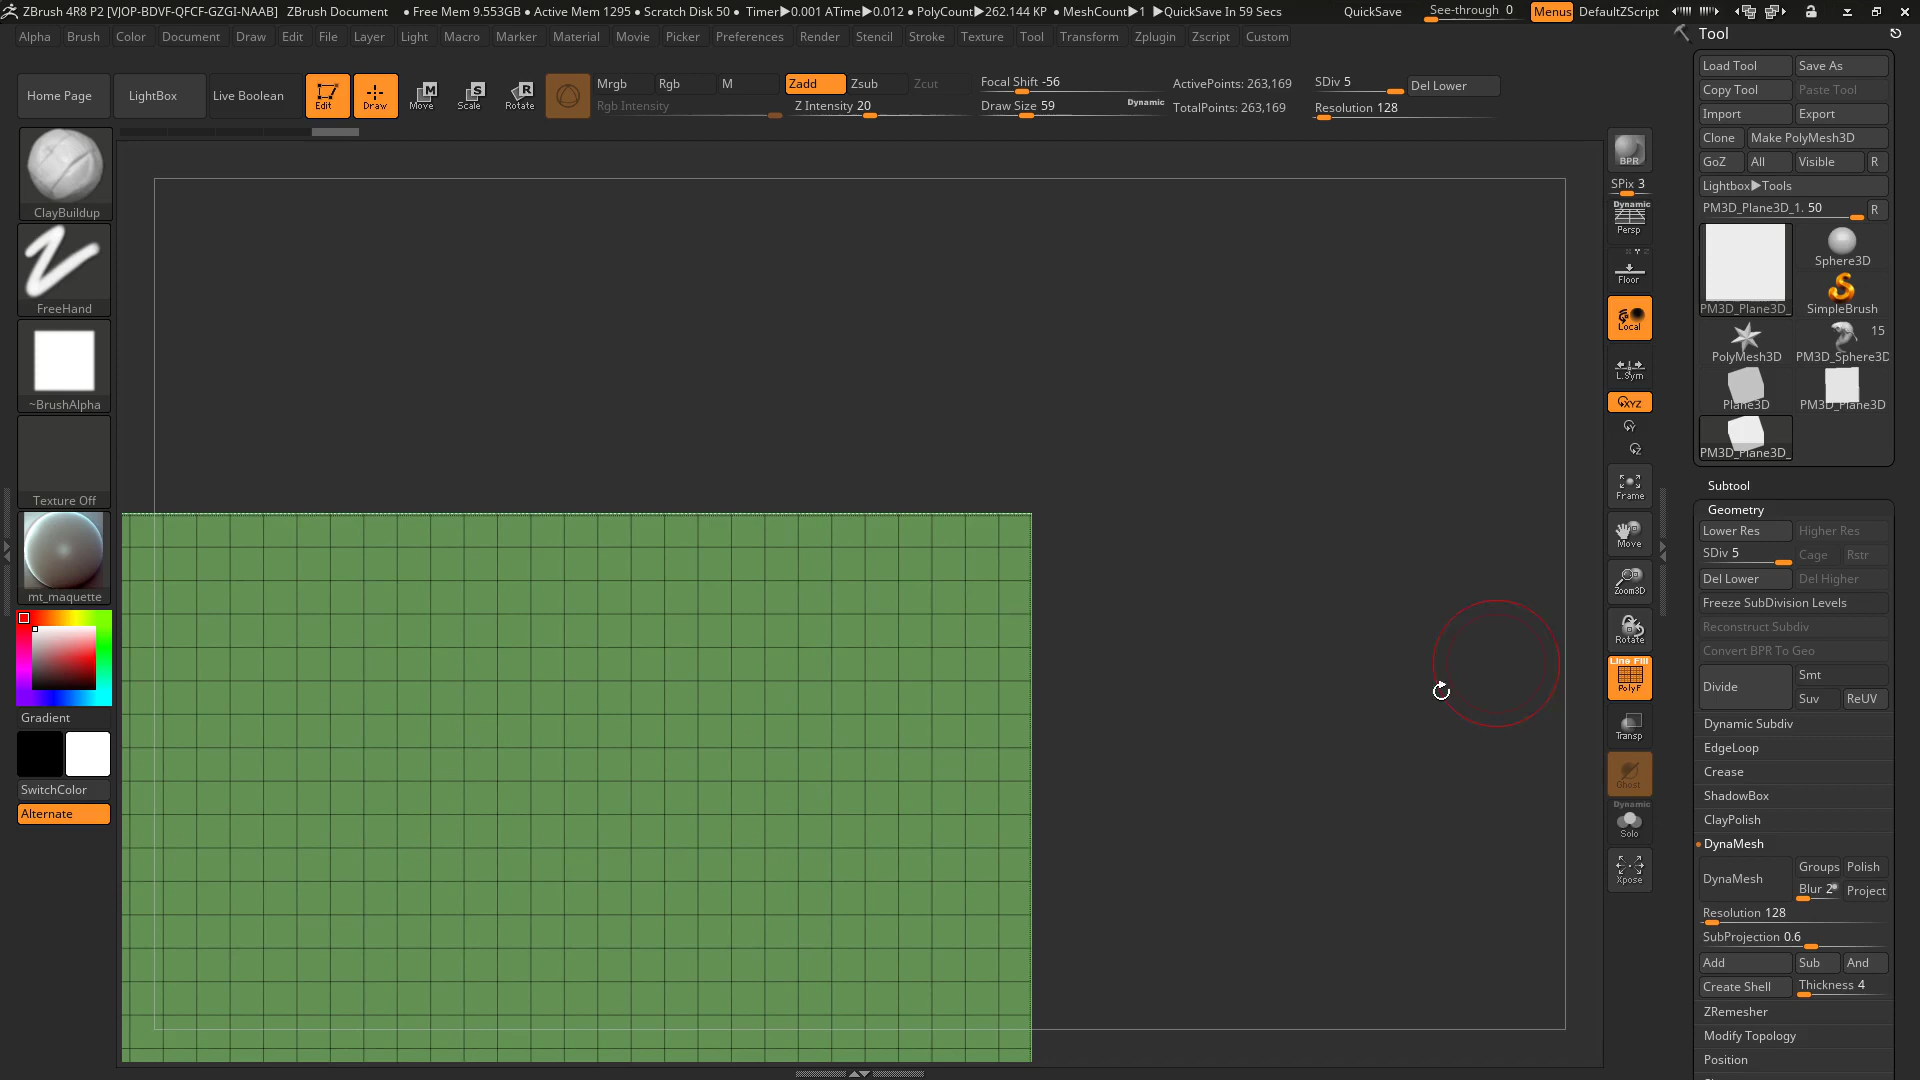 ZBrush 4R8 P2 [VJOP-BDVF-QFCF-GZGI-NAAB] ZBrush Document • Free Mem 9.553GB • Active Mem 1295 • Scratch Disk 50 • Timer▶0.001 ATime▶0.012 • PolyCount▶262.144 KP • MeshCount▶1 ▶QuickSave In 59 Secs QuickSave See-through 0 Menus DefaultZScript
Alpha Brush Color Document Draw Edit File Layer Light Macro Marker Material Movie Picker Preferences Render Stencil Stroke Texture Tool Transform Zplugin Zscript Custom
Home Page LightBox Live Boolean Edit Draw Move Scale Rotate
Mrgb Rgb M Zadd Zsub Zcut
Rgb Intensity Z Intensity 20
Focal Shift -56
Draw Size 59 Dynamic
ActivePoints: 263,169
TotalPoints: 263,169
SDiv 5 Del Lower
Resolution 128
ClayBuildup
FreeHand
~BrushAlpha
Texture Off
mt_maquette
Gradient
SwitchColor
Alternate
BPR
SPix 3
Dynamic
Persp
Floor
Local
L.Sym
XYZ
Y
Z
Frame
Move
Zoom3D
Rotate
Line Fill
PolyF
Transp
Ghost
Dynamic
Solo
Xpose
Tool
Load Tool Save As
Copy Tool Paste Tool
Import Export
Clone Make PolyMesh3D
GoZ All Visible R
Lightbox▶Tools
PM3D_Plane3D_1. 50 R
PM3D_Plane3D_ Sphere3D
SimpleBrush
15
PolyMesh3D PM3D_Sphere3D
Plane3D PM3D_Plane3D
PM3D_Plane3D_
Subtool
Geometry
Lower Res Higher Res
SDiv 5 Cage Rstr
Del Lower Del Higher
Freeze SubDivision Levels
Reconstruct Subdiv
Convert BPR To Geo
Divide Smt
Suv ReUV
Dynamic Subdiv
EdgeLoop
Crease
ShadowBox
ClayPolish
DynaMesh
DynaMesh Groups Polish
Blur 2 Project
Resolution 128
SubProjection 0.6
Add Sub And
Create Shell Thickness 4
ZRemesher
Modify Topology
Position